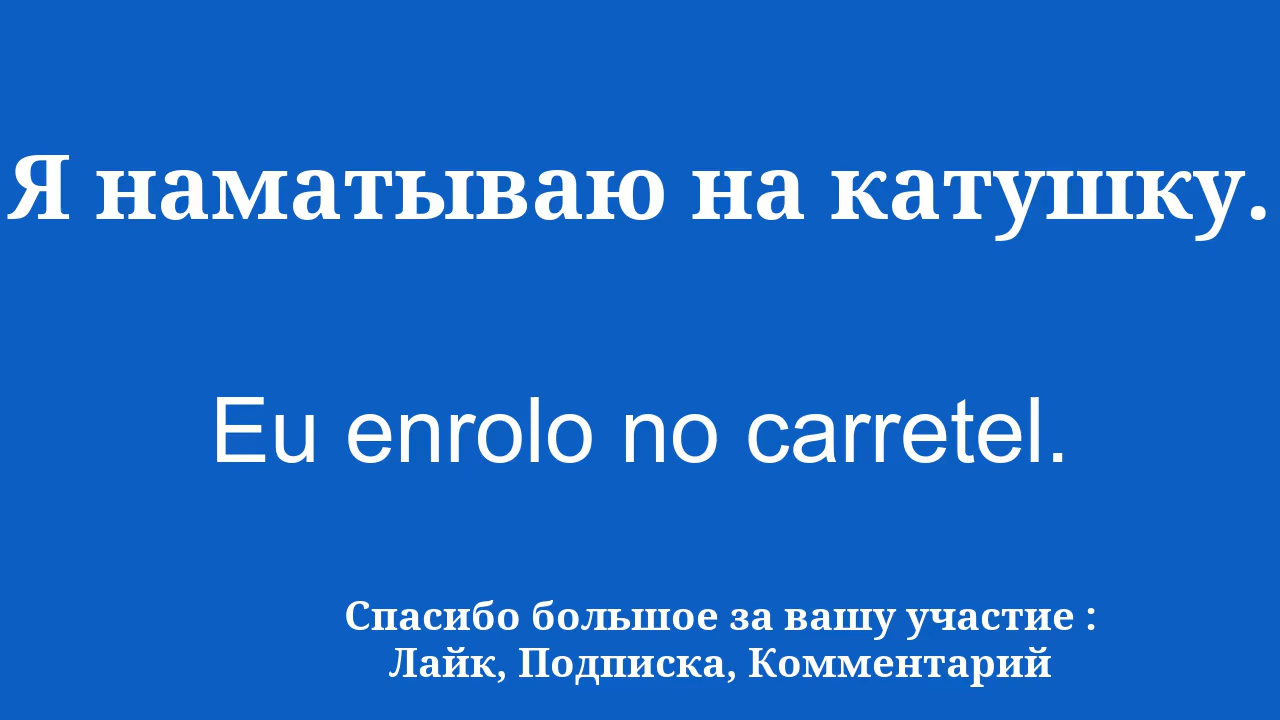 Я наматываю на катушку.
Eu enrolo no carretel.
Спасибо большое за вашу участие :
Лайк, Подписка, Комментарий